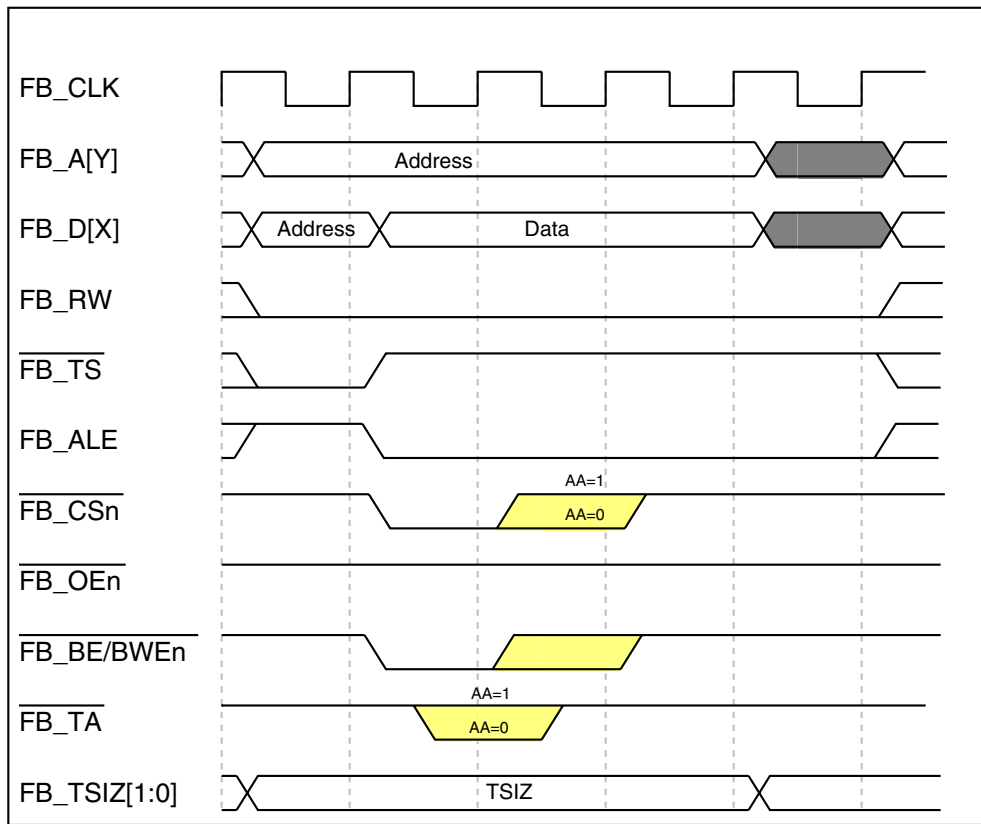 FB_CLK
FB_A[Y] Address
FB_D[X] Address Data
FB_RW
FB_TS
FB_ALE
AA=1
FB_CSn AA=0
FB_OEn
FB_BE/BWEn
AA=1
FB_TA AA=0
FB_TSIZ[1:0] TSIZ